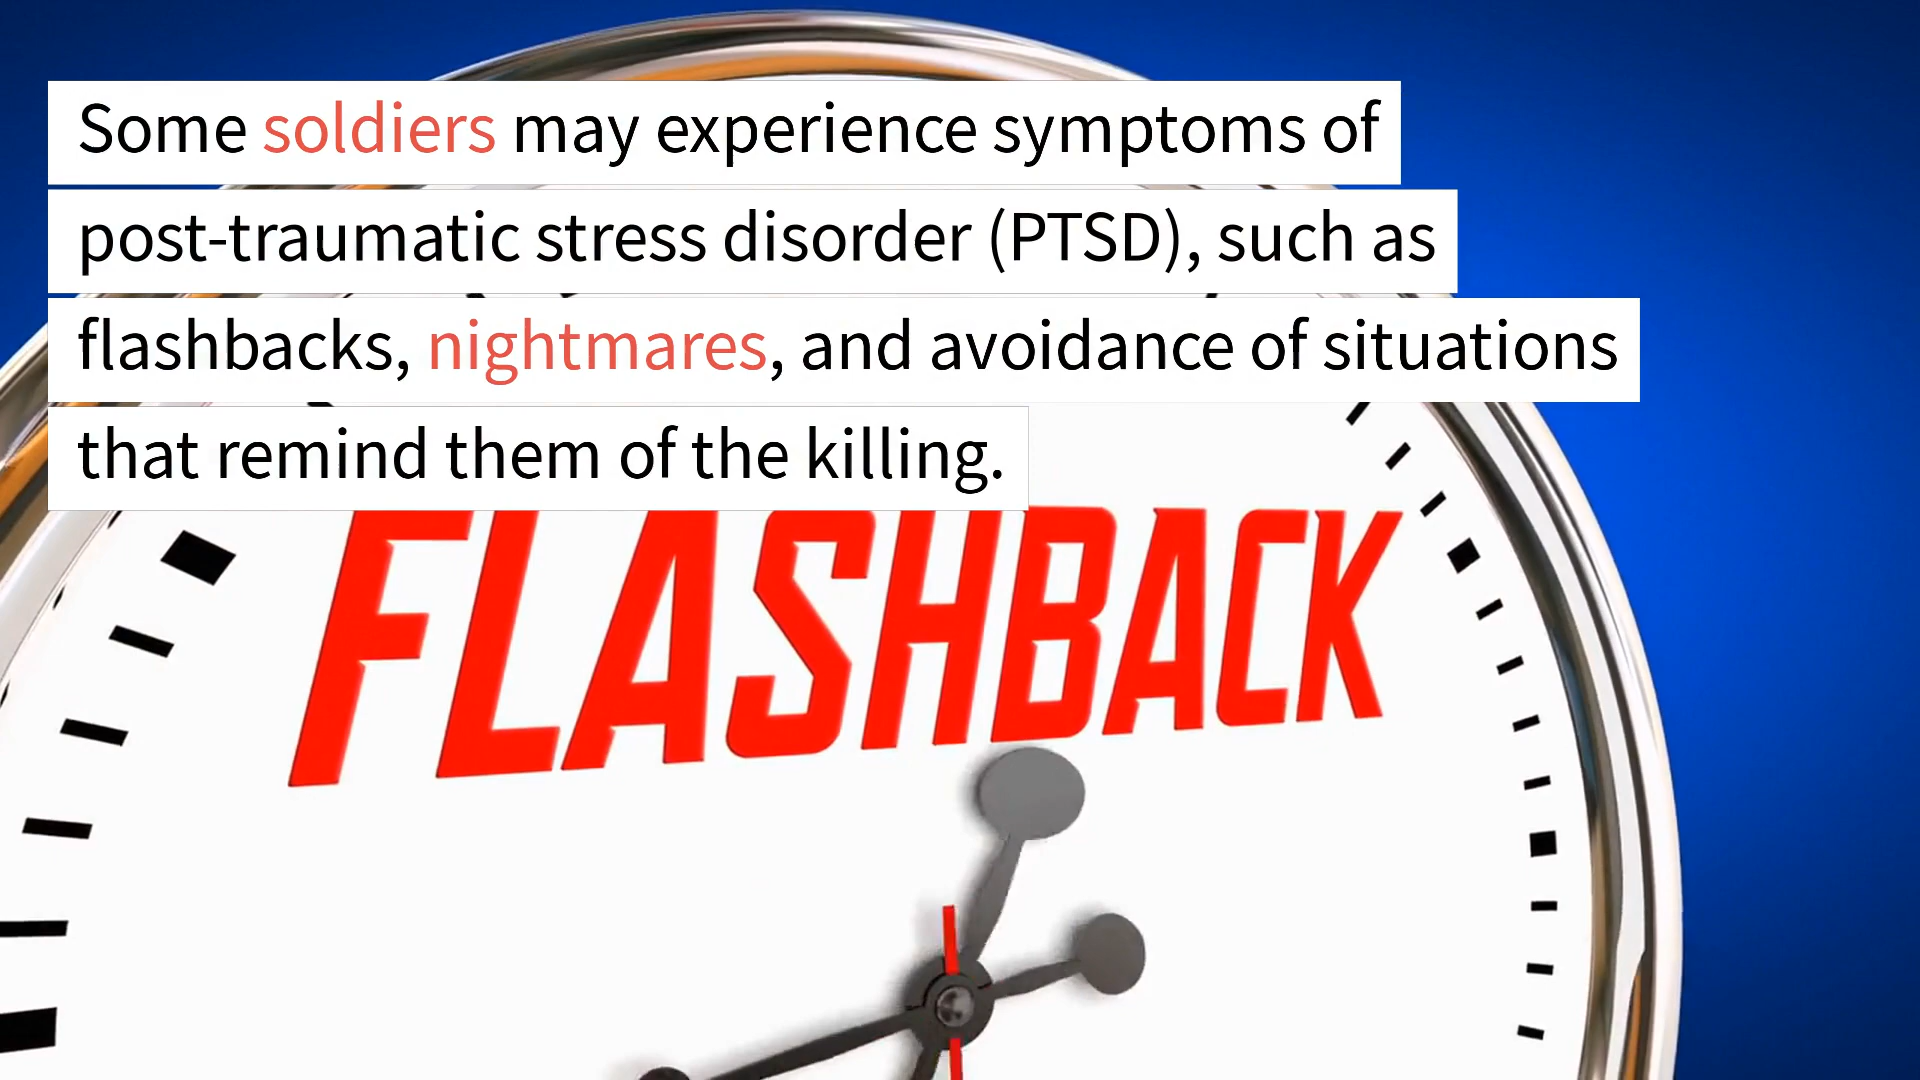 Some soldiers may experience symptoms of
post-traumatic stress disorder (PTSD), such as
flashbacks, nightmares, and avoidance of situations
that remind them of the killing.
FLASHBACK